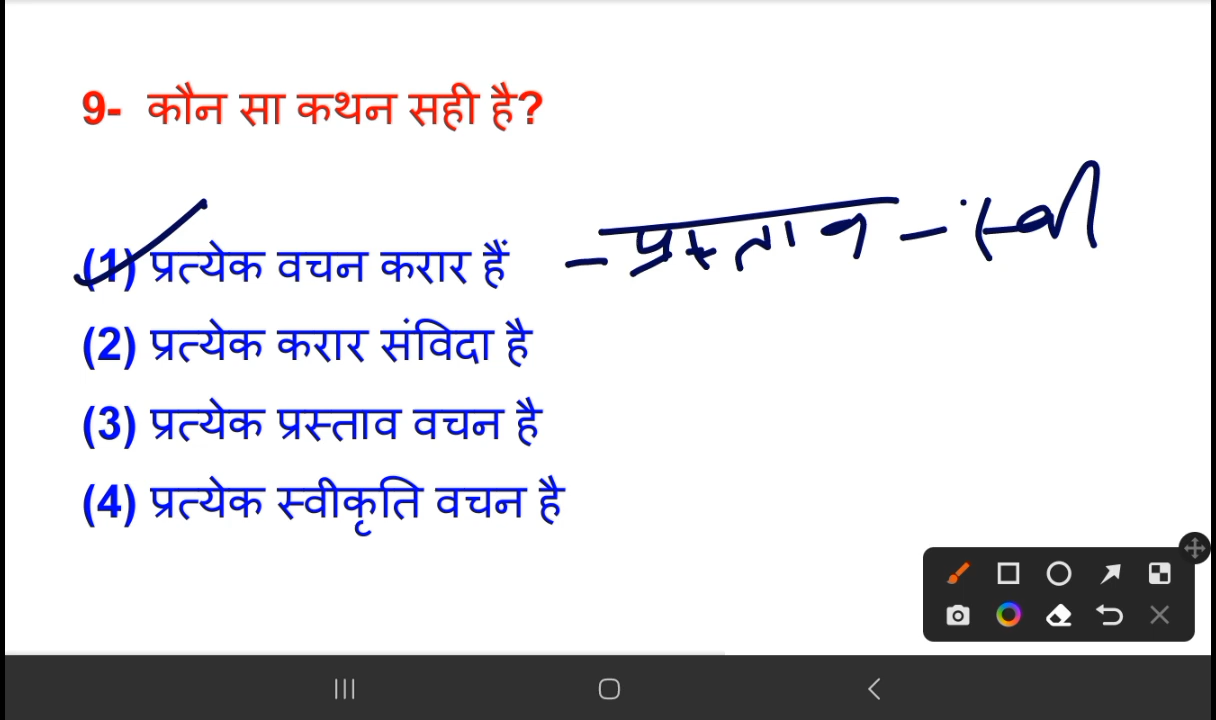 9- कौन सा कथन सही है?
(1) प्रत्येक वचन करार हैं - प्रस्ताव -
(2) प्रत्येक करार संविदा है
(3) प्रत्येक प्रस्ताव वचन है
(4) प्रत्येक स्वीकृति वचन है